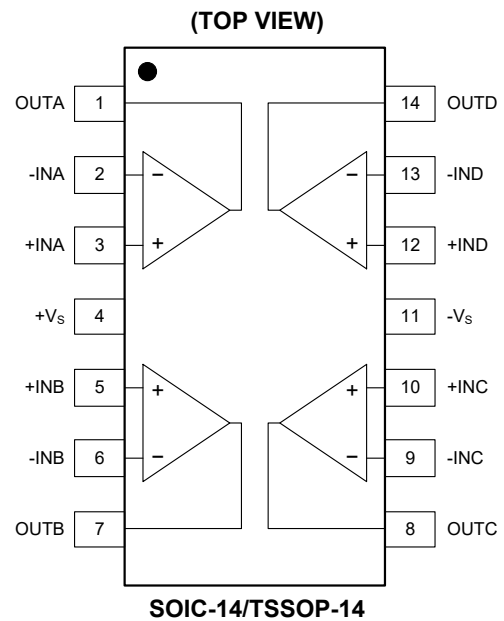 (TOP VIEW)
OUTA 1 14 OUTD
-INA 2 − − 13 -IND
+INA 3 + + 12 +IND
+VS 4 11 -VS
+INB 5 + + 10 +INC
-INB 6 − − 9 -INC
OUTB 7 8 OUTC
SOIC-14/TSSOP-14